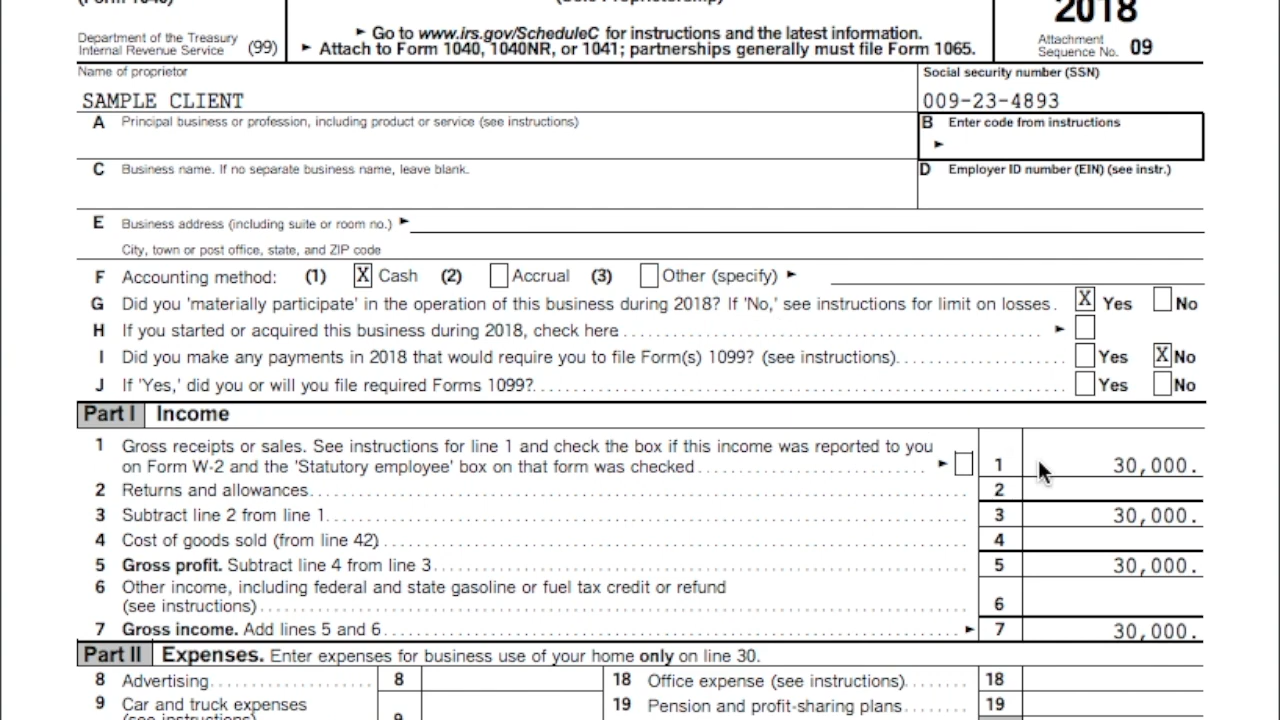 (Form 1040)
(Sole Proprietorship)
2018
Department of the Treasury
Internal Revenue Service (99)
► Go to www.irs.gov/ScheduleC for instructions and the latest information.
► Attach to Form 1040, 1040NR, or 1041; partnerships generally must file Form 1065.
Attachment
Sequence No. 09
Name of proprietor
Social security number (SSN)
SAMPLE CLIENT
009-23-4893
A Principal business or profession, including product or service (see instructions)
B Enter code from instructions
►
C Business name. If no separate business name, leave blank.
D Employer ID number (EIN) (see instr.)
E Business address (including suite or room no.) ►
City, town or post office, state, and ZIP code
F Accounting method: (1) X Cash (2) Accrual (3) Other (specify) ►
G Did you 'materially participate' in the operation of this business during 2018? If 'No,' see instructions for limit on losses. X Yes No
H If you started or acquired this business during 2018, check here ►
I Did you make any payments in 2018 that would require you to file Form(s) 1099? (see instructions) Yes X No
J If 'Yes,' did you or will you file required Forms 1099? Yes No
Part I Income
1 Gross receipts or sales. See instructions for line 1 and check the box if this income was reported to you
on Form W-2 and the 'Statutory employee' box on that form was checked ► 1 30,000.
2 Returns and allowances 2
3 Subtract line 2 from line 1 3 30,000.
4 Cost of goods sold (from line 42) 4
5 Gross profit. Subtract line 4 from line 3 5 30,000.
6 Other income, including federal and state gasoline or fuel tax credit or refund
(see instructions) 6
7 Gross income. Add lines 5 and 6 ► 7 30,000.
Part II Expenses. Enter expenses for business use of your home only on line 30.
8 Advertising 8
18 Office expense (see instructions) 18
9 Car and truck expenses
(see instructions) 9
19 Pension and profit-sharing plans 19